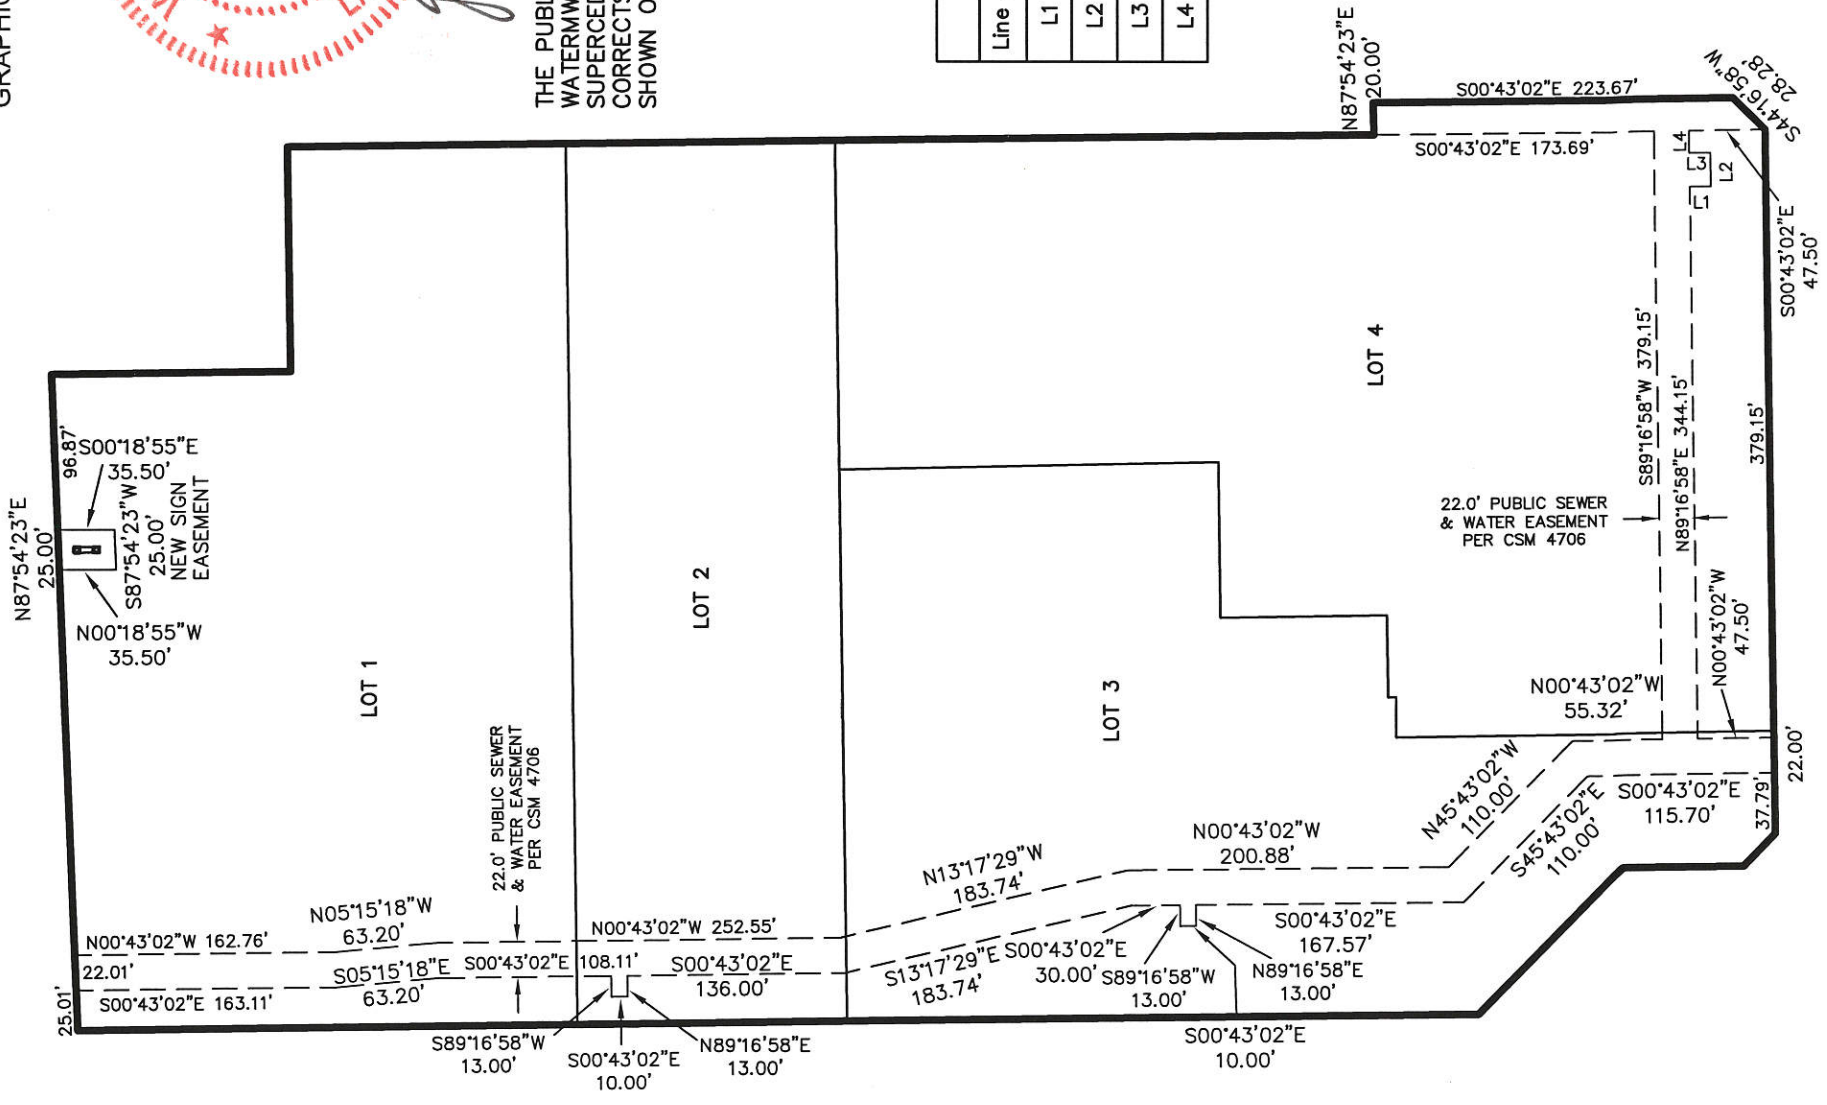 GRAPHIC
THE PUBL
WATERMW
SUPERCED
CORRECTS
SHOWN O
Line
L1
L2
L3
L4
N87°54'23"E
20.00'
S00°43'02"E 223.67'
S44°16'58"W
28.28'
S00°43'02"E 173.69'
L4
L3
L2
L1
S00°43'02"E
47.50'
N87°54'23"E
25.00'
96.87'
S00°18'55"E
35.50'
S87°54'23"W
25.00'
NEW SIGN
EASEMENT
N00°18'55"W
35.50'
LOT 1
LOT 2
LOT 3
LOT 4
S89°16'58"W 379.15'
N89°16'58"E 344.15'
379.15'
22.0' PUBLIC SEWER
& WATER EASEMENT
PER CSM 4706
N00°43'02"W
47.50'
N00°43'02"W
55.32'
22.00'
37.79'
S00°43'02"E
115.70'
N45°43'02"W
110.00'
S45°43'02"E
110.00'
N00°43'02"W
200.88'
N13°17'29"W
183.74'
22.0' PUBLIC SEWER
& WATER EASEMENT
PER CSM 4706
N05°15'18"W
63.20'
N00°43'02"W 162.76'
N00°43'02"W 252.55'
22.01'
25.01'
S00°43'02"E 163.11'
S05°15'18"E
63.20'
S00°43'02"E 108.11'
S00°43'02"E
136.00'
S13°17'29"E
183.74'
S00°43'02"E
30.00'
S89°16'58"W
13.00'
N89°16'58"E
13.00'
S00°43'02"E
167.57'
S89°16'58"W
13.00'
S00°43'02"E
10.00'
N89°16'58"E
13.00'
S00°43'02"E
10.00'